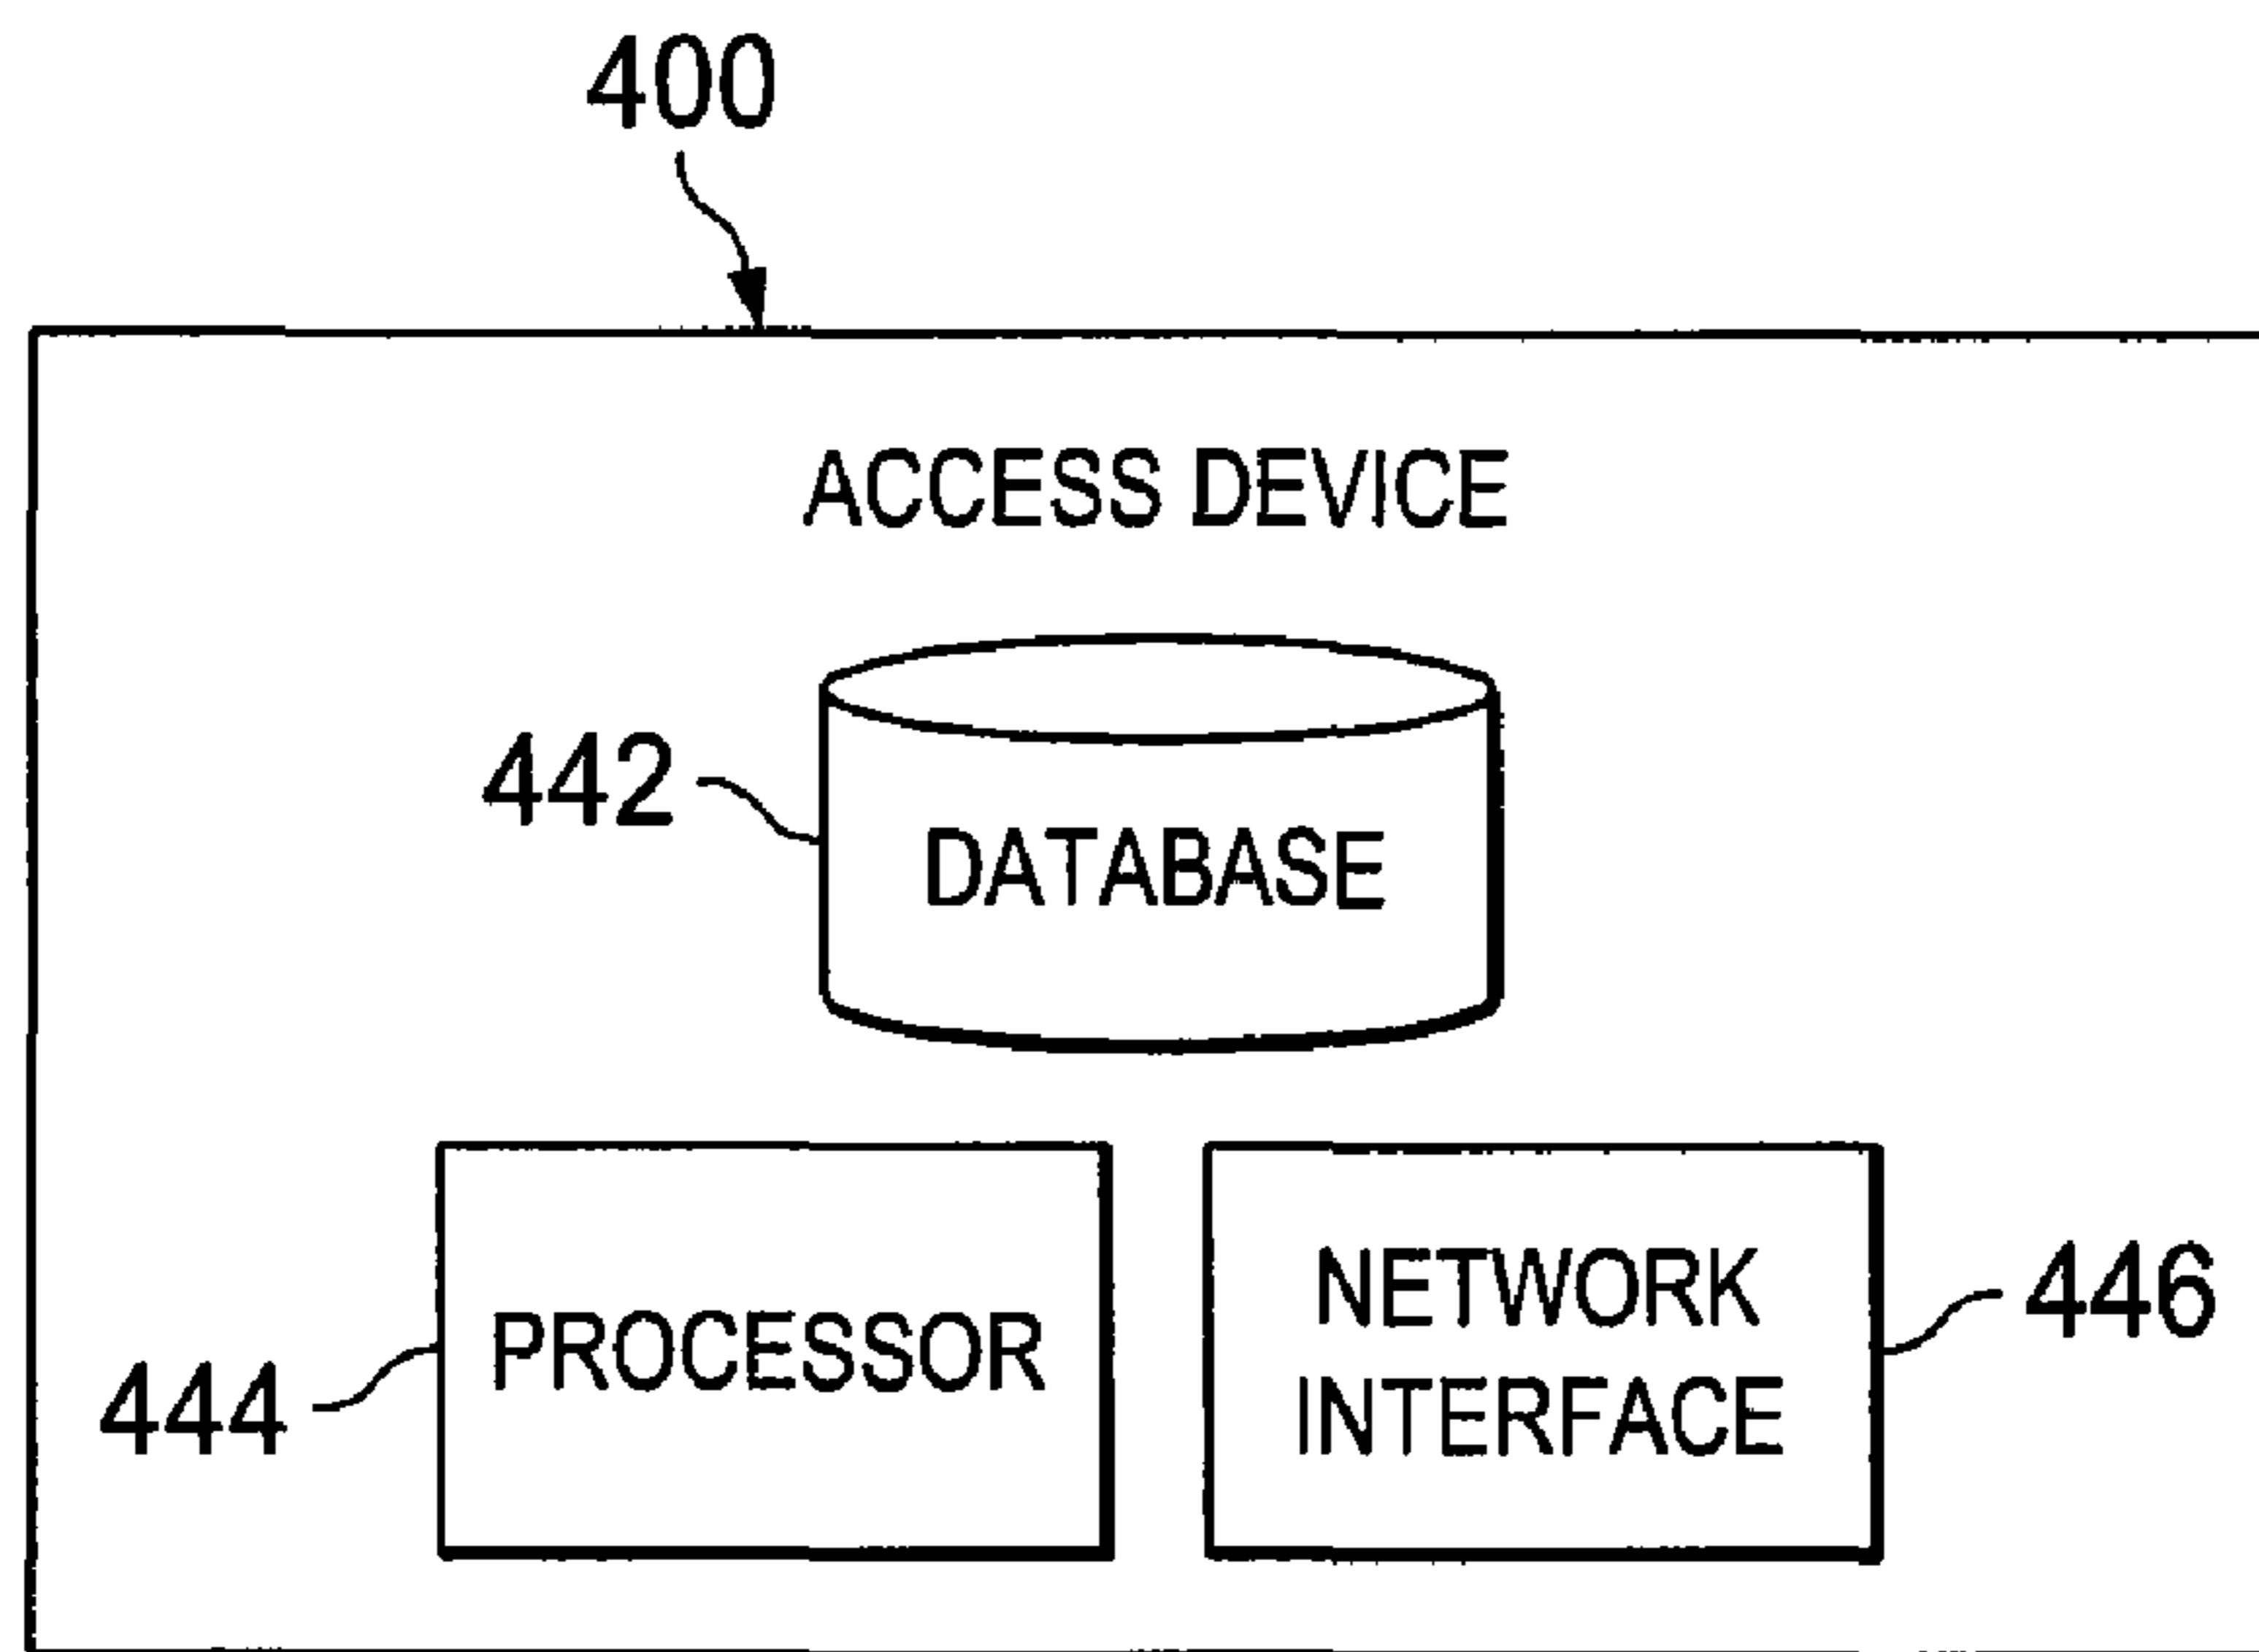 400
ACCESS DEVICE
442
DATABASE
NETWORK
446
PROCESSOR
444
INTERFACE